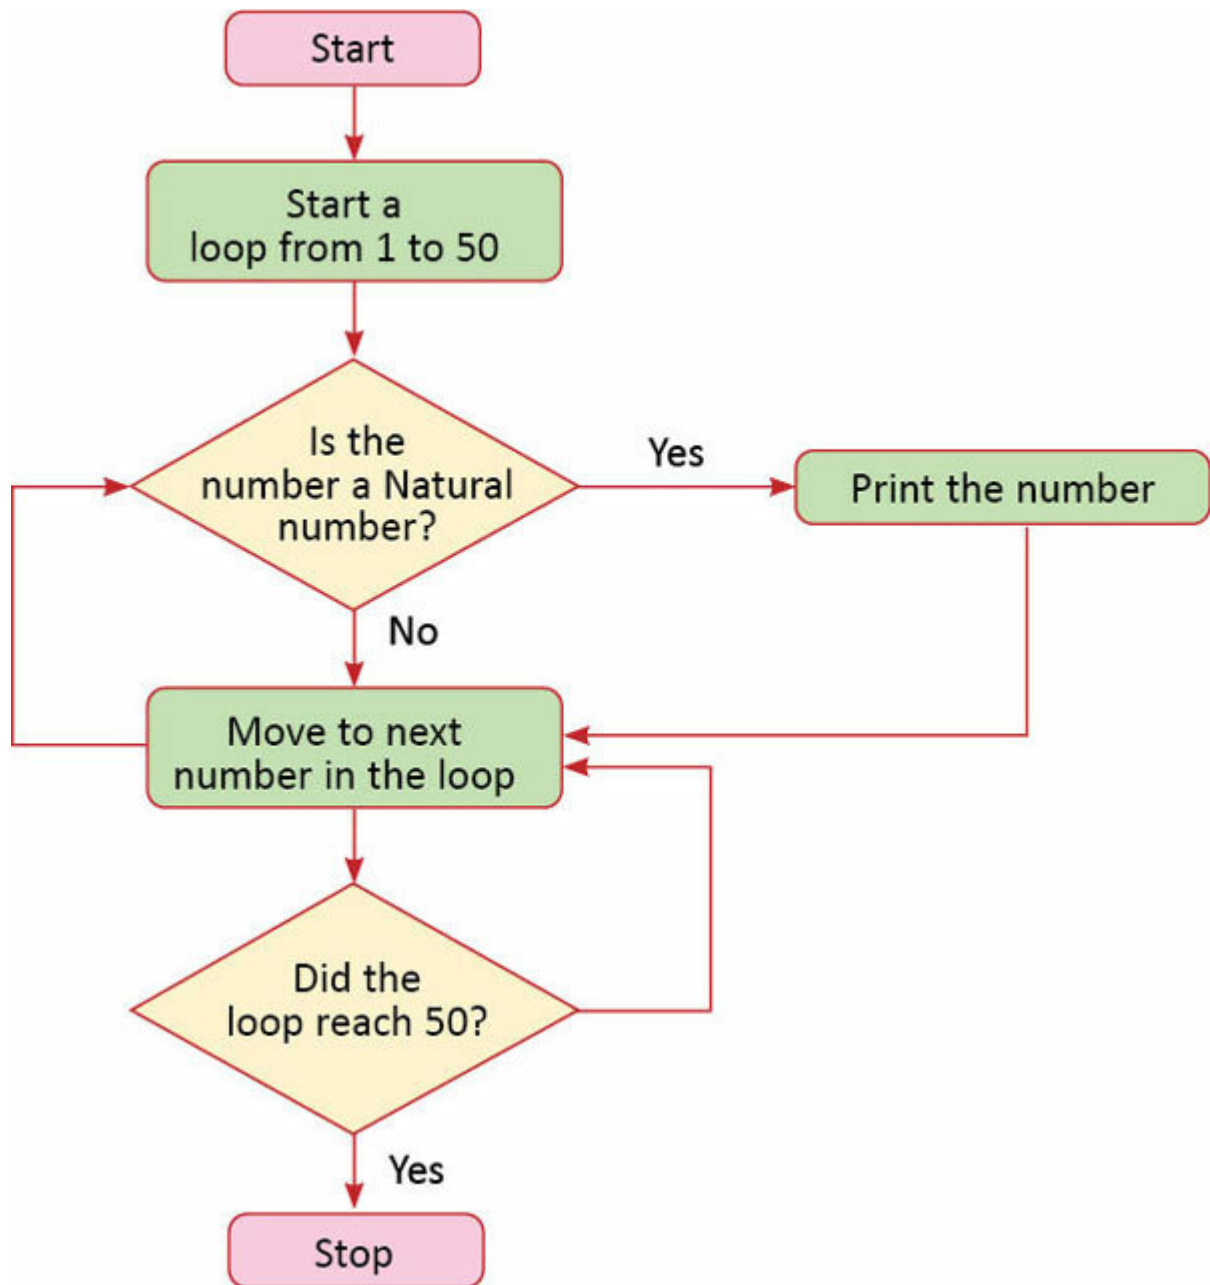 Start
Start a
loop from 1 to 50
Is the
number a Natural
number?
Yes
Print the number
No
Move to next
number in the loop
Did the
loop reach 50?
Yes
Stop